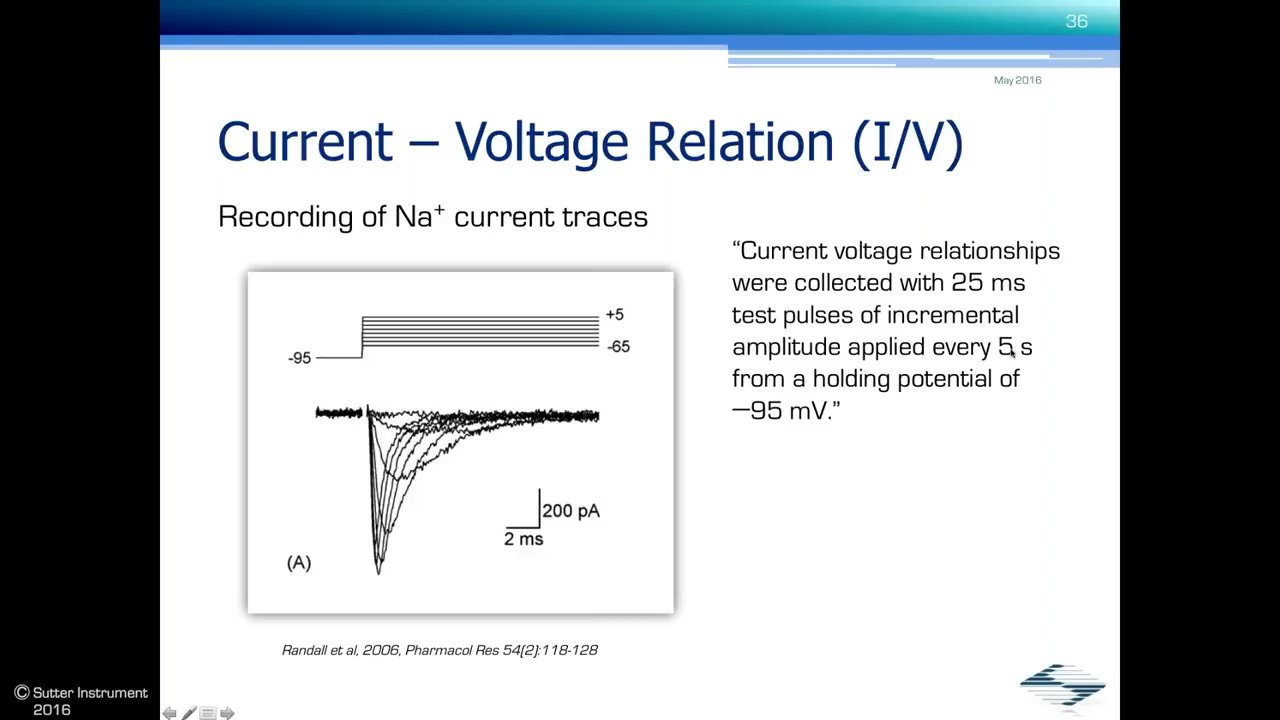 36
May 2016
Current – Voltage Relation (I/V)
Recording of Na⁺ current traces
“Current voltage relationships
were collected with 25 ms
test pulses of incremental
amplitude applied every 5 s
from a holding potential of
–95 mV.”
+5
-65
-95
200 pA
2 ms
(A)
Randall et al, 2006, Pharmacol Res 54(2):118-128
© Sutter Instrument
2016